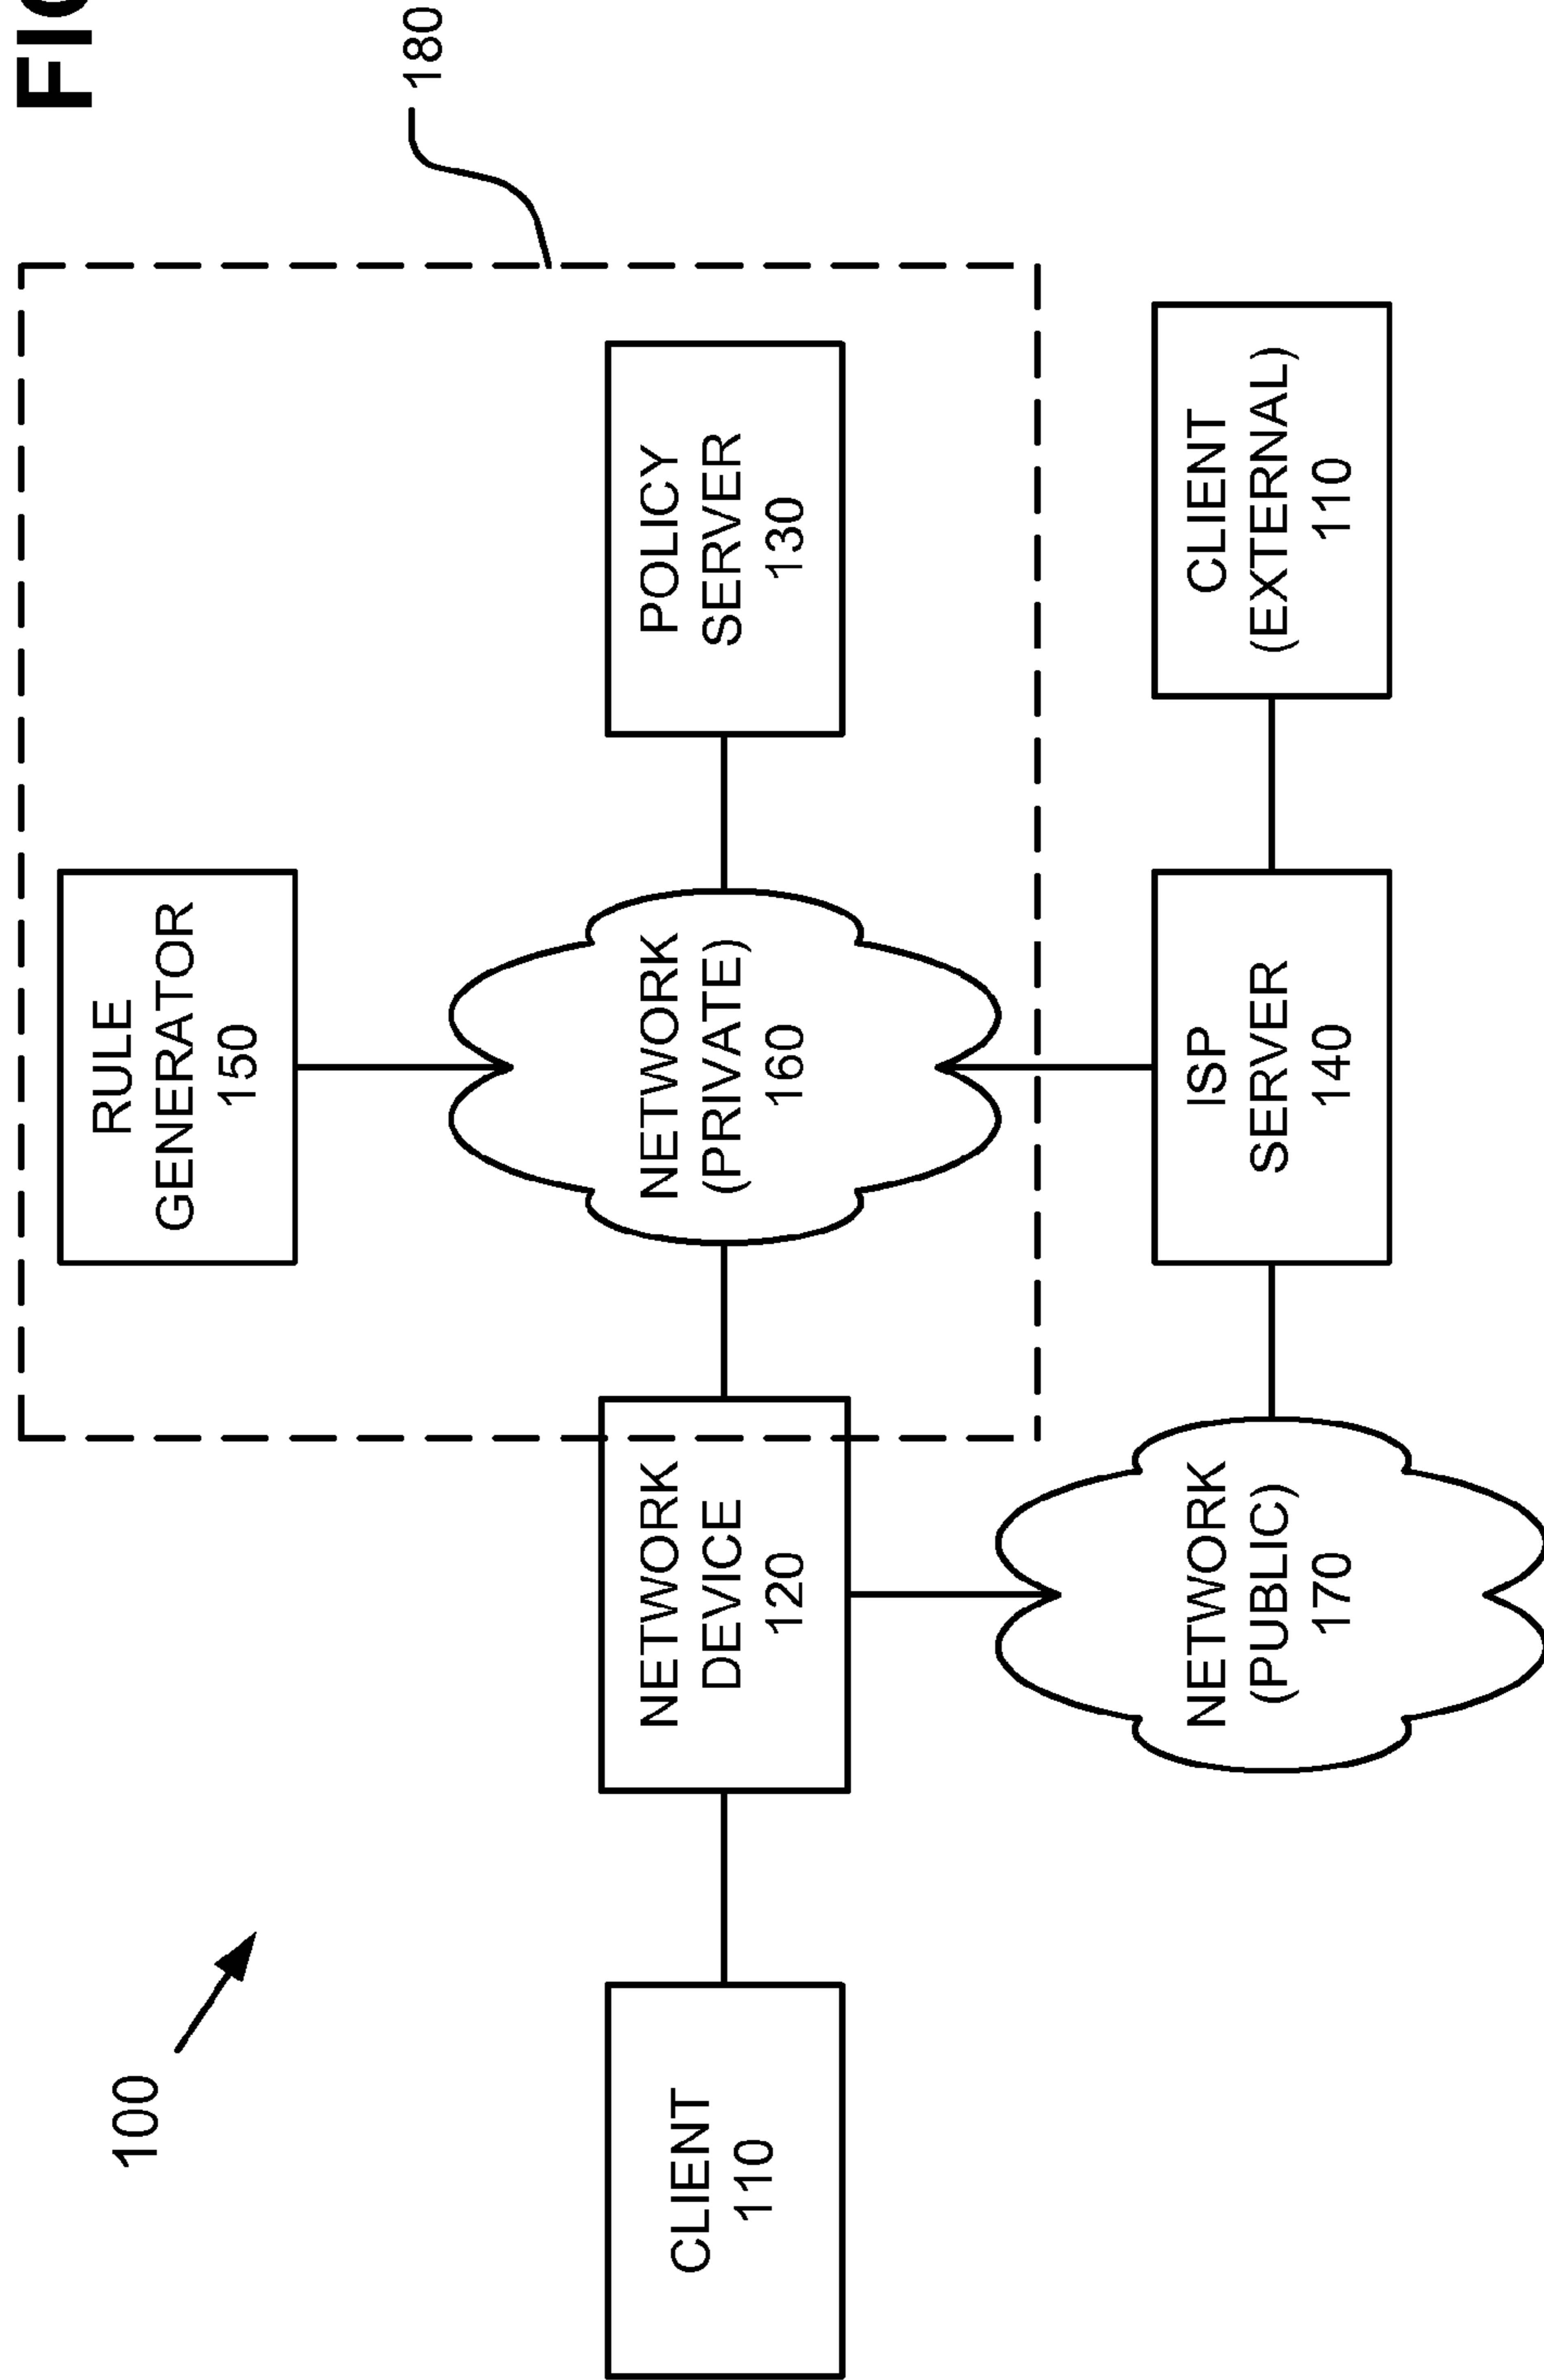 FIG
100
RULE
GENERATOR
150
180
CLIENT
110
NETWORK
DEVICE
120
NETWORK
(PRIVATE)
160
POLICY
SERVER
130
NETWORK
(PUBLIC)
170
ISP
SERVER
140
CLIENT
(EXTERNAL)
110